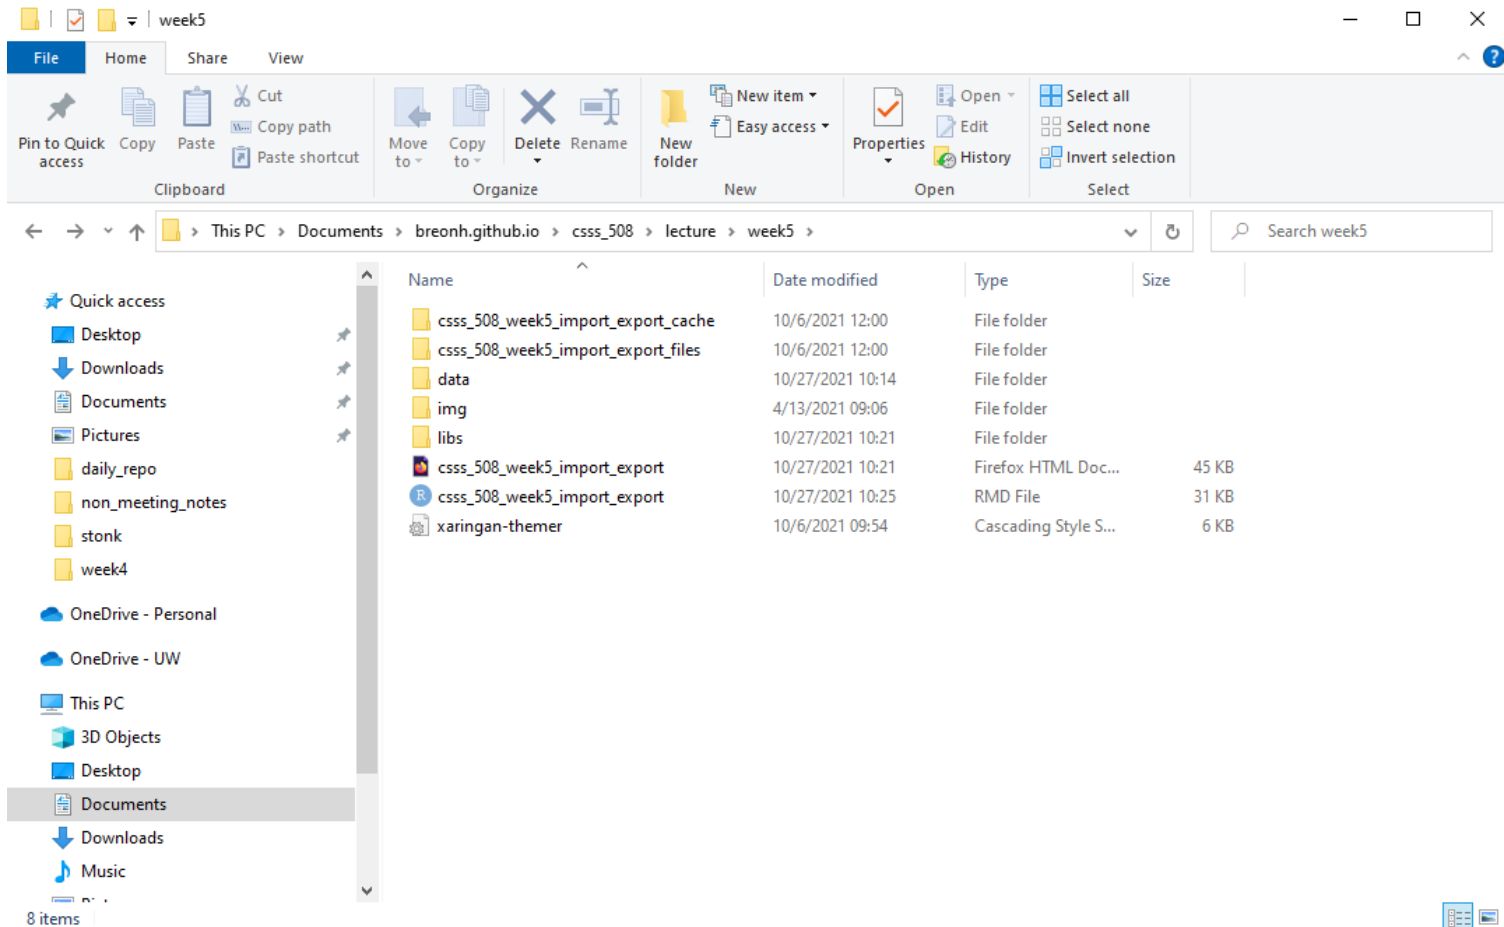 week5
File Home Share View
Pin to Quick access
Copy
Paste
Cut
Copy path
Paste shortcut
Clipboard
Move to
Copy to
Delete
Rename
Organize
New folder
New item
Easy access
New
Properties
Open
Edit
History
Open
Select all
Select none
Invert selection
Select
This PC > Documents > breonh.github.io > csss_508 > lecture > week5 >
Search week5
Quick access
Desktop
Downloads
Documents
Pictures
daily_repo
non_meeting_notes
stonk
week4
OneDrive - Personal
OneDrive - UW
This PC
3D Objects
Desktop
Documents
Downloads
Music
Name Date modified Type Size
csss_508_week5_import_export_cache 10/6/2021 12:00 File folder
csss_508_week5_import_export_files 10/6/2021 12:00 File folder
data 10/27/2021 10:14 File folder
img 4/13/2021 09:06 File folder
libs 10/27/2021 10:21 File folder
csss_508_week5_import_export 10/27/2021 10:21 Firefox HTML Doc... 45 KB
csss_508_week5_import_export 10/27/2021 10:25 RMD File 31 KB
xaringan-themer 10/6/2021 09:54 Cascading Style S... 6 KB
8 items